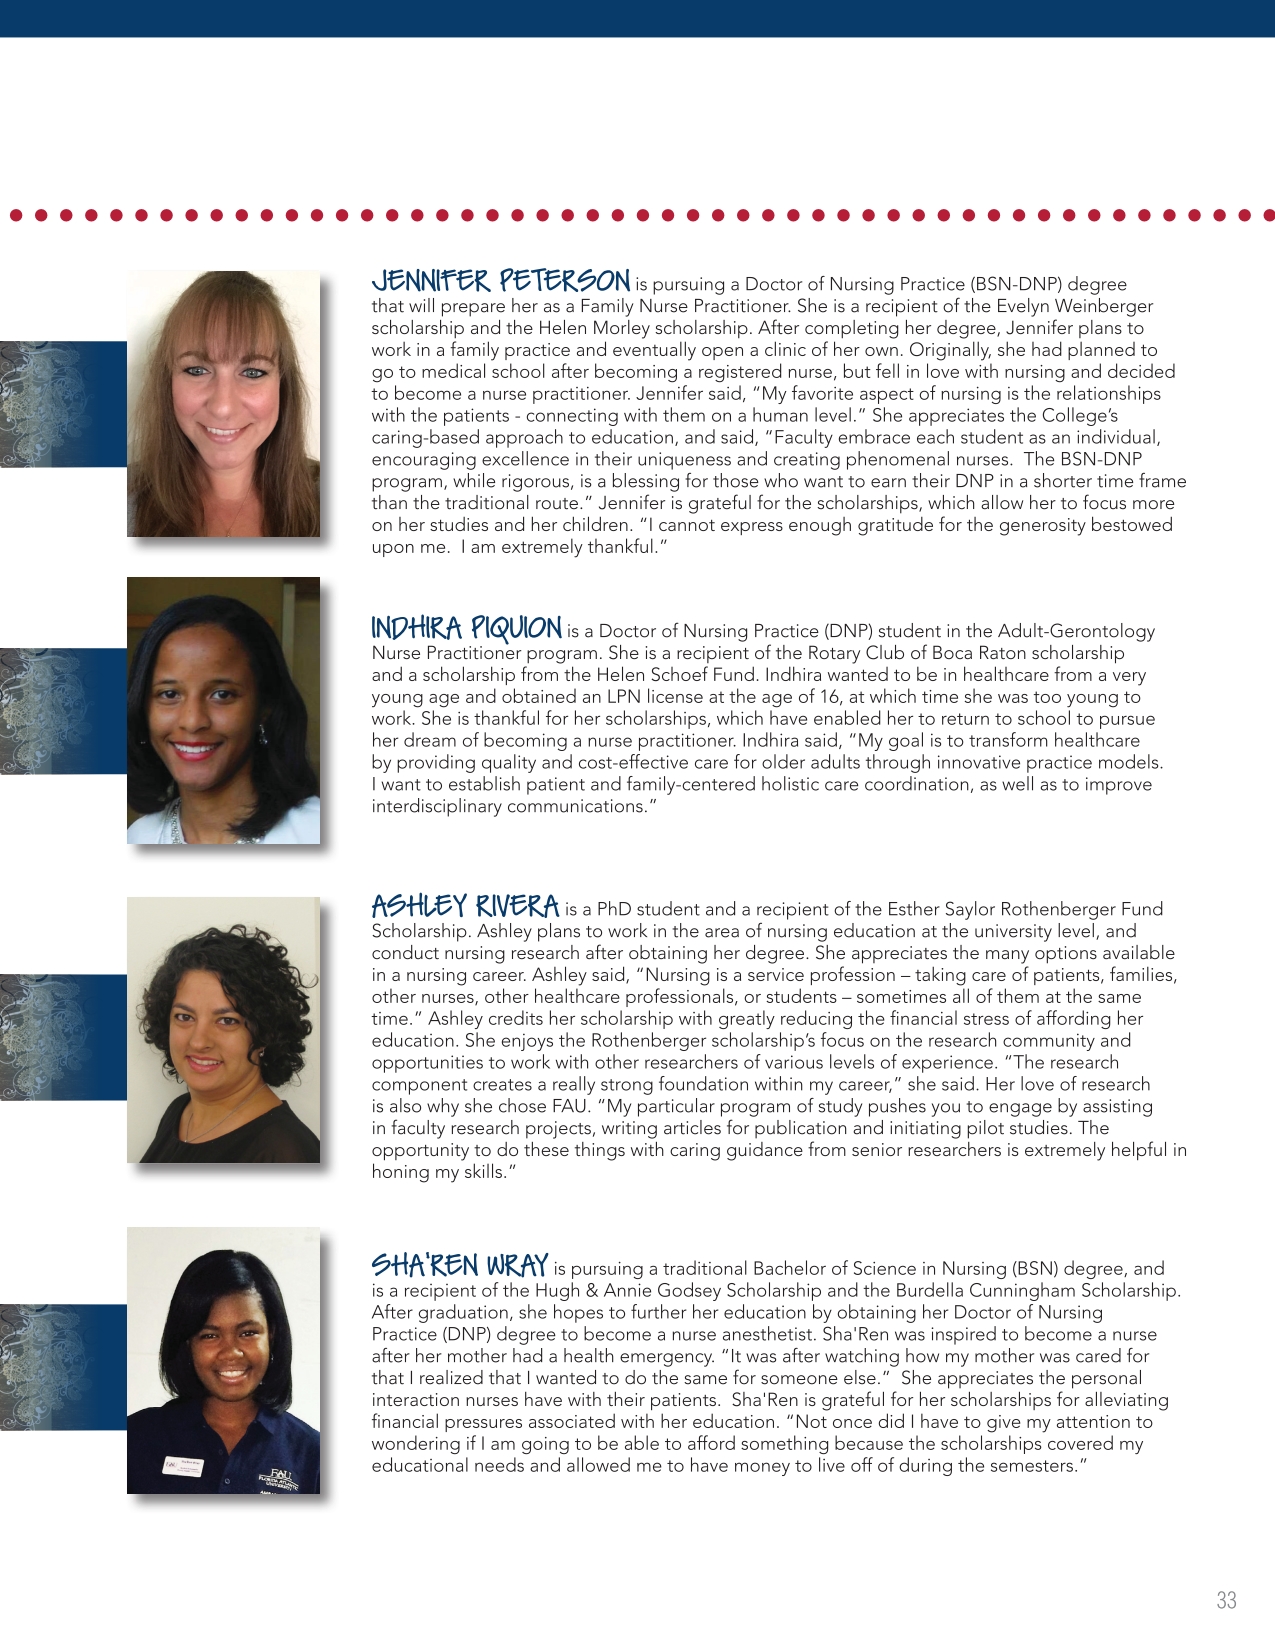 JENNIFER PETERSON is pursuing a Doctor of Nursing Practice (BSN-DNP) degree
that will prepare her as a Family Nurse Practitioner. She is a recipient of the Evelyn Weinberger
scholarship and the Helen Morley scholarship. After completing her degree, Jennifer plans to
work in a family practice and eventually open a clinic of her own. Originally, she had planned to
go to medical school after becoming a registered nurse, but fell in love with nursing and decided
to become a nurse practitioner. Jennifer said, “My favorite aspect of nursing is the relationships
with the patients - connecting with them on a human level.” She appreciates the College’s
caring-based approach to education, and said, “Faculty embrace each student as an individual,
encouraging excellence in their uniqueness and creating phenomenal nurses.  The BSN-DNP
program, while rigorous, is a blessing for those who want to earn their DNP in a shorter time frame
than the traditional route.” Jennifer is grateful for the scholarships, which allow her to focus more
on her studies and her children. “I cannot express enough gratitude for the generosity bestowed
upon me.  I am extremely thankful.”
INDHIRA PIQUION is a Doctor of Nursing Practice (DNP) student in the Adult-Gerontology
Nurse Practitioner program. She is a recipient of the Rotary Club of Boca Raton scholarship
and a scholarship from the Helen Schoef Fund. Indhira wanted to be in healthcare from a very
young age and obtained an LPN license at the age of 16, at which time she was too young to
work. She is thankful for her scholarships, which have enabled her to return to school to pursue
her dream of becoming a nurse practitioner. Indhira said, “My goal is to transform healthcare
by providing quality and cost-effective care for older adults through innovative practice models.
I want to establish patient and family-centered holistic care coordination, as well as to improve
interdisciplinary communications.”
ASHLEY RIVERA is a PhD student and a recipient of the Esther Saylor Rothenberger Fund
Scholarship. Ashley plans to work in the area of nursing education at the university level, and
conduct nursing research after obtaining her degree. She appreciates the many options available
in a nursing career. Ashley said, “Nursing is a service profession – taking care of patients, families,
other nurses, other healthcare professionals, or students – sometimes all of them at the same
time.” Ashley credits her scholarship with greatly reducing the financial stress of affording her
education. She enjoys the Rothenberger scholarship’s focus on the research community and
opportunities to work with other researchers of various levels of experience. “The research
component creates a really strong foundation within my career,” she said. Her love of research
is also why she chose FAU. “My particular program of study pushes you to engage by assisting
in faculty research projects, writing articles for publication and initiating pilot studies. The
opportunity to do these things with caring guidance from senior researchers is extremely helpful in
honing my skills.”
SHA'REN WRAY is pursuing a traditional Bachelor of Science in Nursing (BSN) degree, and
is a recipient of the Hugh & Annie Godsey Scholarship and the Burdella Cunningham Scholarship.
After graduation, she hopes to further her education by obtaining her Doctor of Nursing
Practice (DNP) degree to become a nurse anesthetist. Sha'Ren was inspired to become a nurse
after her mother had a health emergency. “It was after watching how my mother was cared for
that I realized that I wanted to do the same for someone else.”  She appreciates the personal
interaction nurses have with their patients.  Sha'Ren is grateful for her scholarships for alleviating
financial pressures associated with her education. “Not once did I have to give my attention to
wondering if I am going to be able to afford something because the scholarships covered my
educational needs and allowed me to have money to live off of during the semesters.”
FAU
FLORIDA ATLANTIC
UNIVERSITY
33